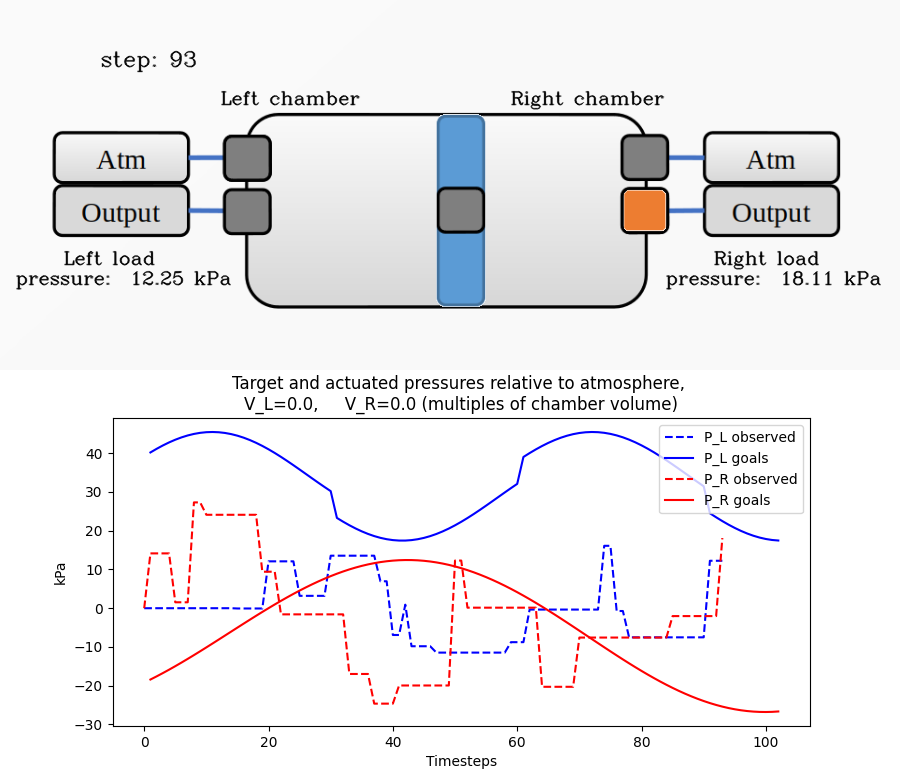 step: 93
Left chamber
Right chamber
Atm
Atm
Output
Output
Left load
pressure: 12.25 kPa
Right load
pressure: 18.11 kPa
Target and actuated pressures relative to atmosphere,
V_L=0.0, V_R=0.0 (multiples of chamber volume)
P_L observed
P_L goals
P_R observed
P_R goals
kPa
40
30
20
10
0
−10
−20
−30
0 20 40 60 80 100
Timesteps